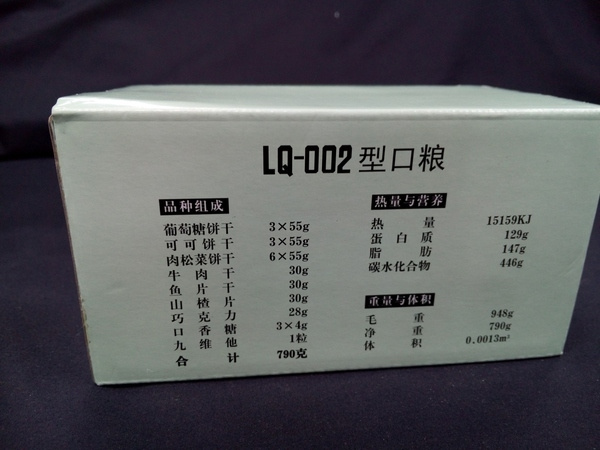 LQ-002型口粮
品种组成
葡萄糖饼干 3×55g
可可饼干 3×55g
肉松菜饼干 6×55g
牛肉干 30g
鱼片干 30g
山楂片 30g
巧克力 28g
口香糖 3×4g
九维他 1粒
合计 790克
热量与营养
热量 15159KJ
蛋白质 129g
脂肪 147g
碳水化合物 446g
重量与体积
毛重 948g
净重 790g
体积 0.0013m²